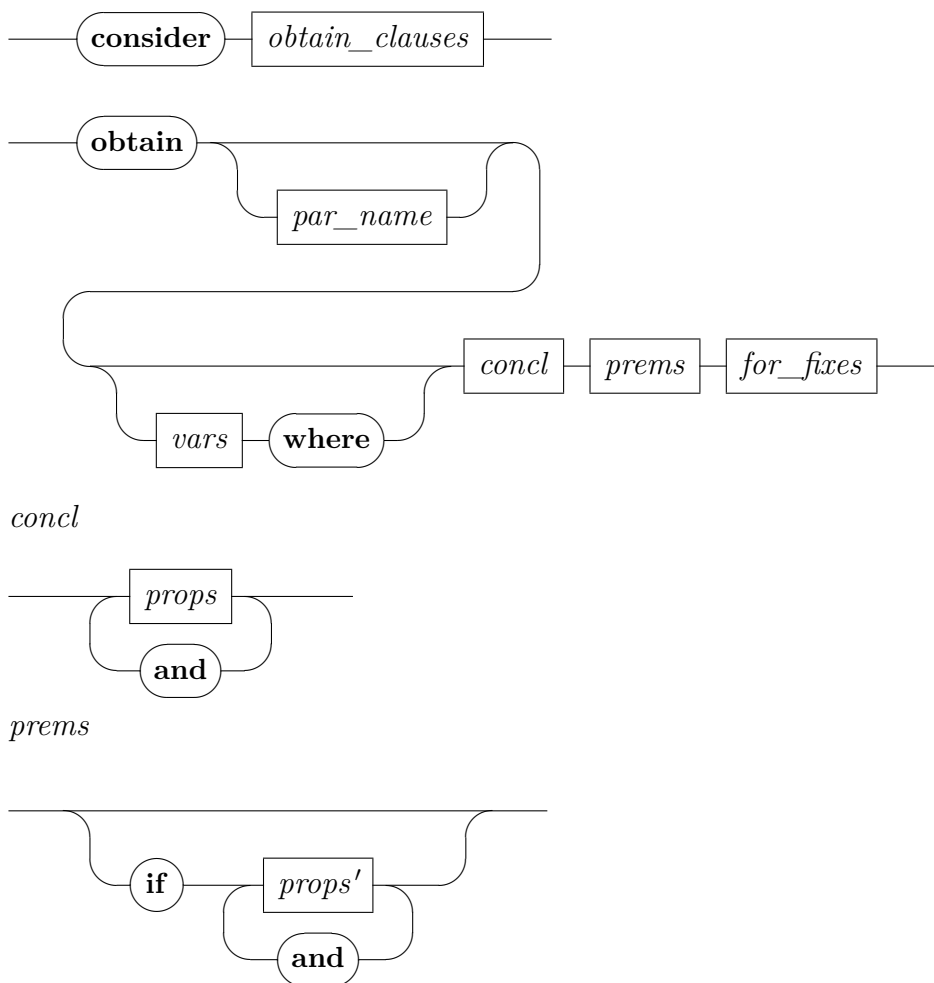 consider obtain_clauses
obtain
par_name
concl prems for_fixes
vars where
concl
props
and
prems
if props′
and